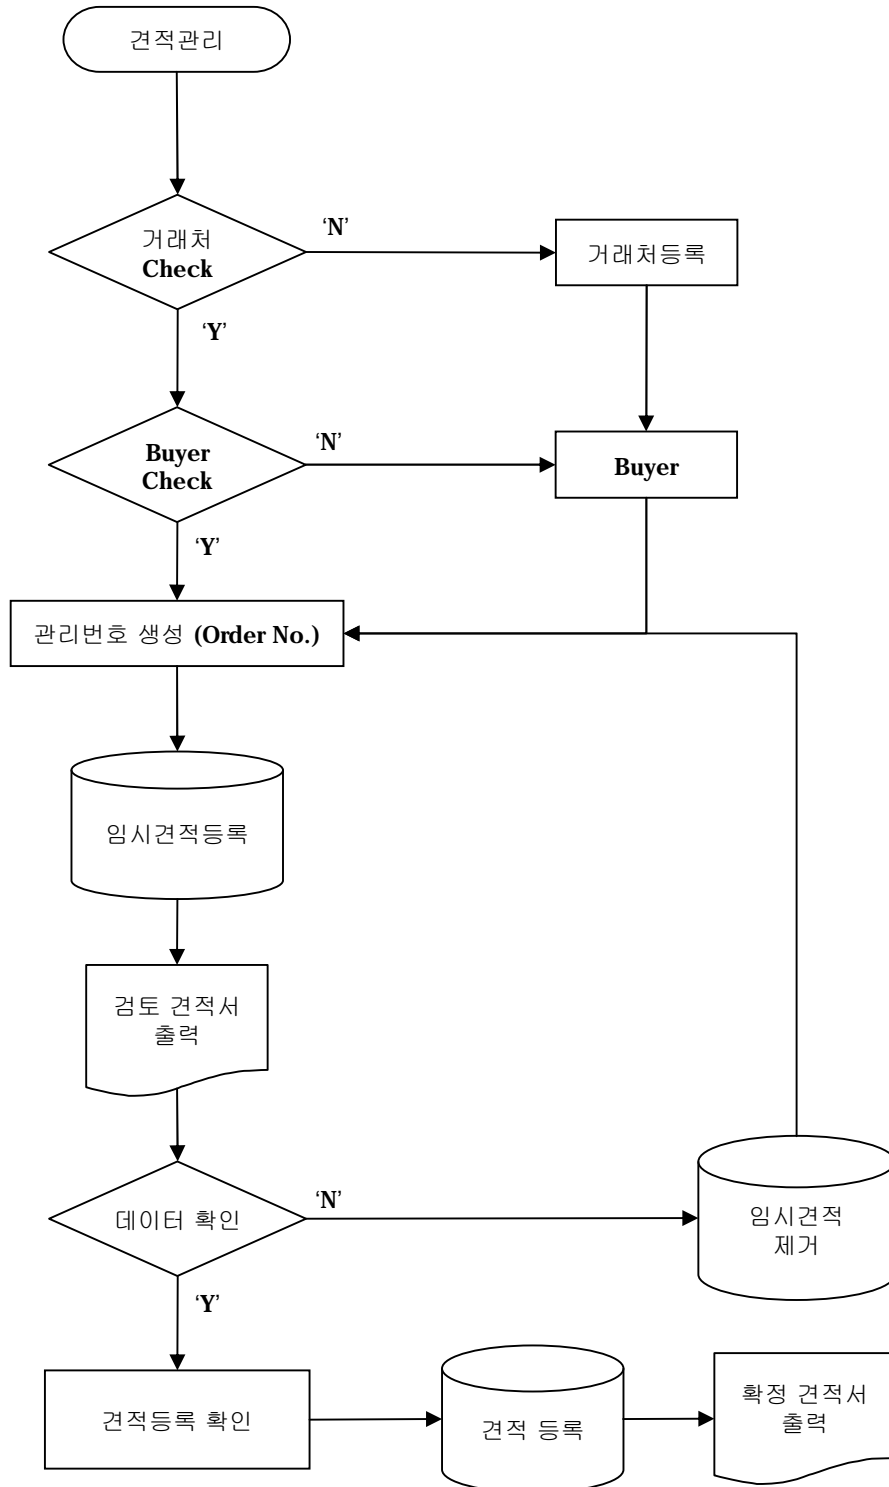 견적관리
거래처
Check
‘N’
거래처등록
‘Y’
Buyer
Check
‘N’
Buyer
‘Y’
관리번호 생성 (Order No.)
임시견적등록
검토 견적서
출력
데이터 확인
‘N’
임시견적
제거
‘Y’
견적등록 확인
견적 등록
확정 견적서
출력